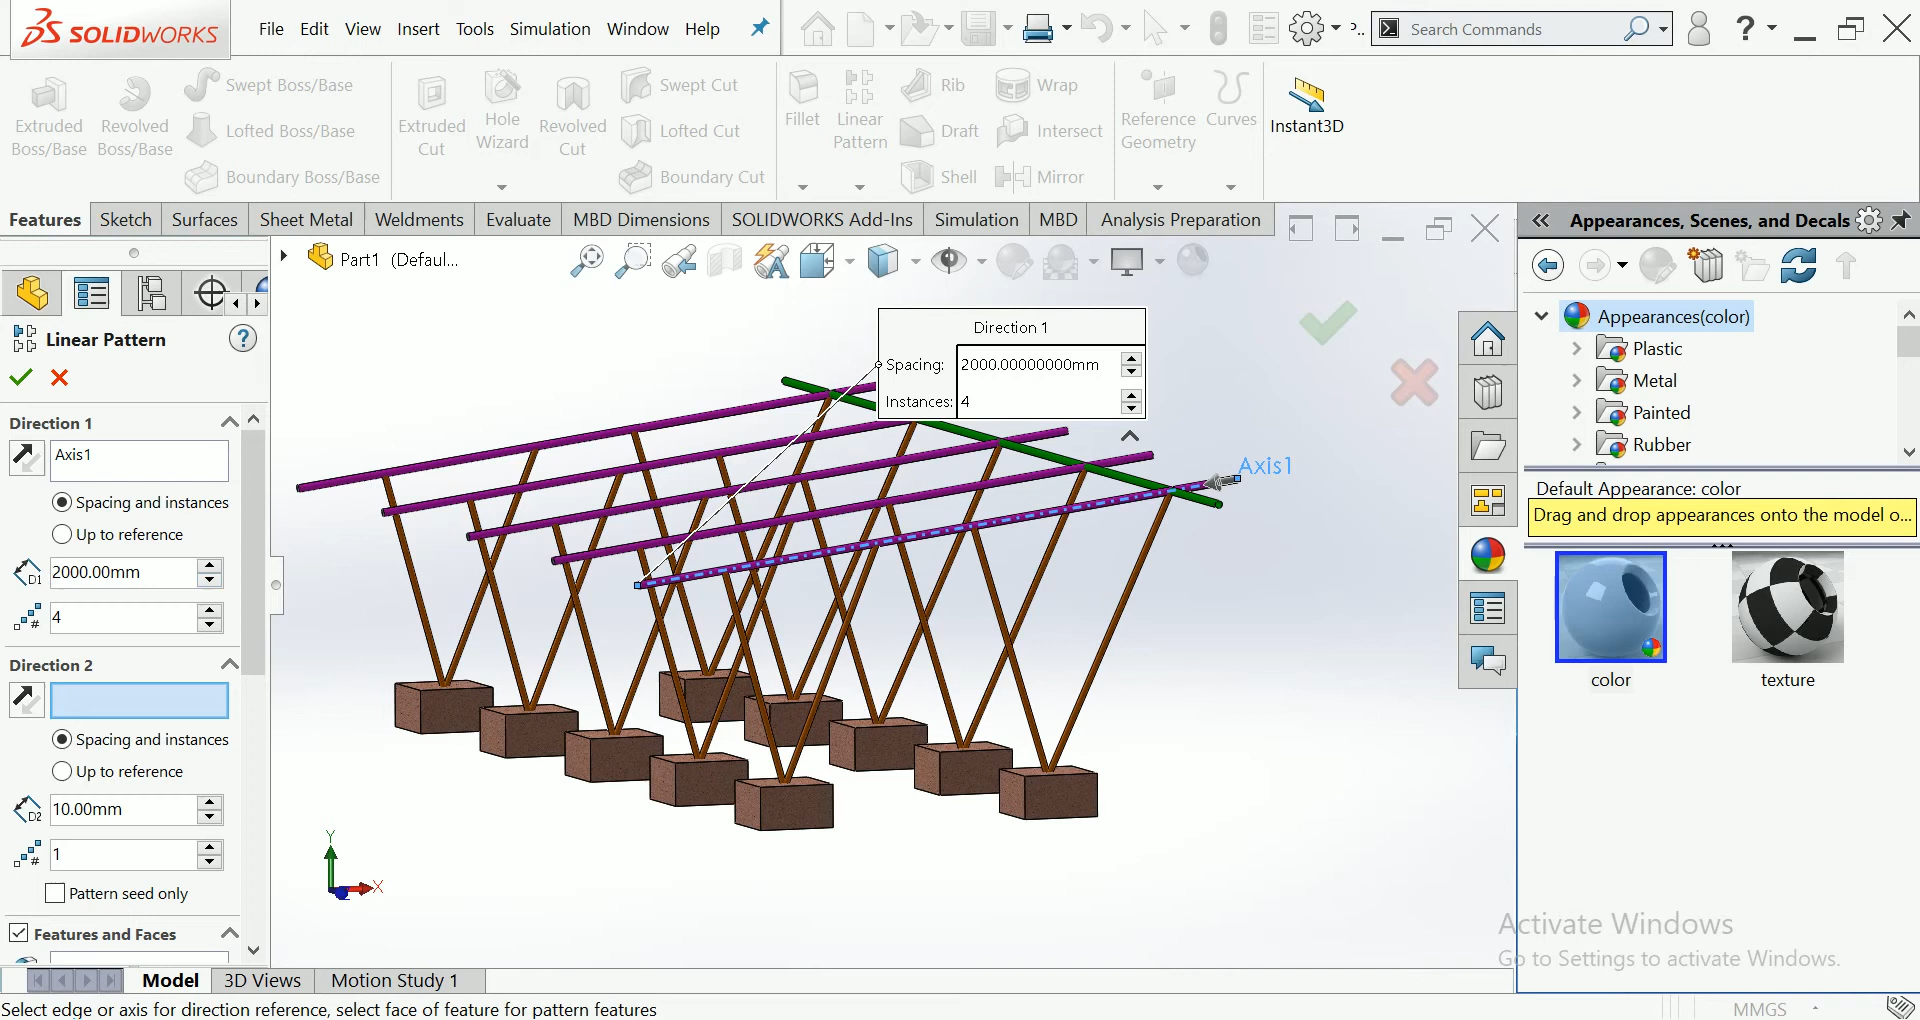 SOLIDWORKS File Edit View Insert Tools Simulation Window Help P.. Search Commands ?
Extruded Boss/Base
Revolved Boss/Base
Swept Boss/Base
Lofted Boss/Base
Boundary Boss/Base
Extruded Cut
Hole Wizard
Revolved Cut
Swept Cut
Lofted Cut
Boundary Cut
Fillet
Linear Pattern
Rib
Draft
Shell
Wrap
Intersect
Mirror
Reference Geometry
Curves
Instant3D
Features Sketch Surfaces Sheet Metal Weldments Evaluate MBD Dimensions SOLIDWORKS Add-Ins Simulation MBD Analysis Preparation
Part1 (Defaul...
Linear Pattern ?
Direction 1
Axis1
Spacing and instances
Up to reference
D1 2000.00mm
# 4
Direction 2
Spacing and instances
Up to reference
D2 10.00mm
# 1
Pattern seed only
Features and Faces
Direction 1
Spacing: 2000.00000000mm
Instances: 4
Axis1
Y
X
Appearances, Scenes, and Decals
Appearances(color)
Plastic
Metal
Painted
Rubber
Default Appearance: color
Drag and drop appearances onto the model o...
color
texture
Activate Windows
Go to Settings to activate Windows.
Model 3D Views Motion Study 1
Select edge or axis for direction reference, select face of feature for pattern features
MMGS